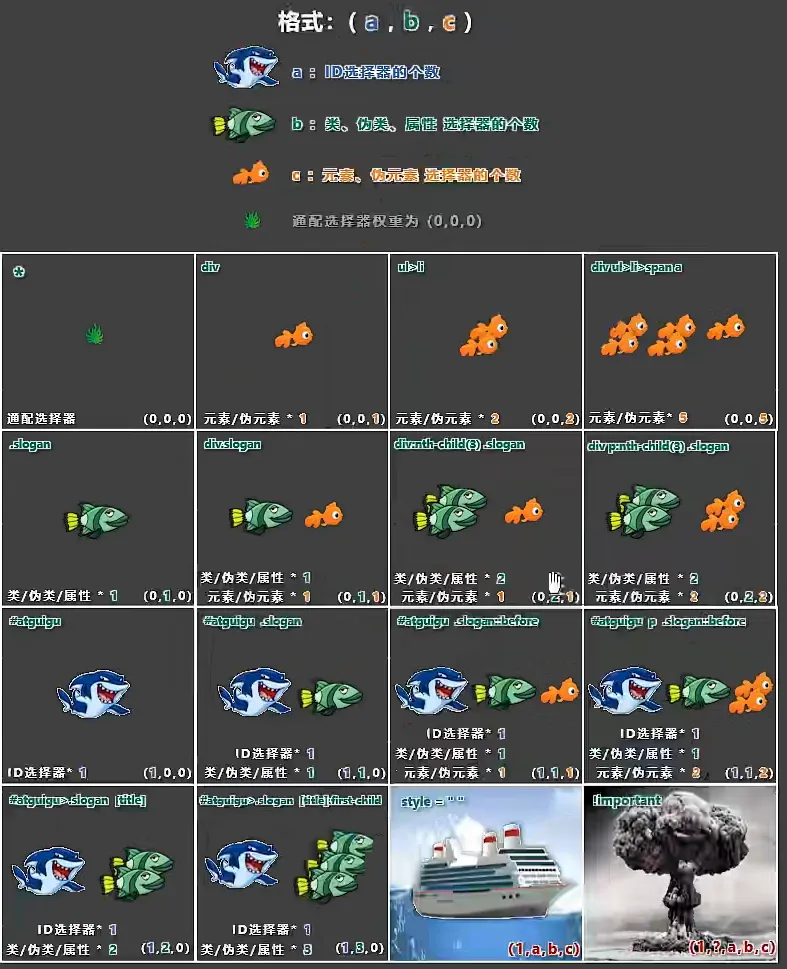 格式：( a , b , c )
a ：ID选择器的个数
b ：类、伪类、属性 选择器的个数
c ：元素、伪元素 选择器的个数
通配选择器权重为 (0,0,0)
*
通配选择器 (0,0,0)
div
元素/伪元素 * 1 (0,0,1)
ul>li
元素/伪元素 * 2 (0,0,2)
div ul>li>span a
元素/伪元素* 5 (0,0,5)
.slogan
类/伪类/属性 * 1 (0,1,0)
div.slogan
类/伪类/属性 * 1
元素/伪元素 * 1 (0,1,1)
div:nth-child(3) .slogan
类/伪类/属性 * 2
元素/伪元素 * 1 (0,2,1)
div p:nth-child(3) .slogan
类/伪类/属性 * 2
元素/伪元素 * 2 (0,2,2)
#atguigu
ID选择器* 1 (1,0,0)
#atguigu .slogan
ID选择器* 1
类/伪类/属性 * 1 (1,1,0)
#atguigu .slogan::before
ID选择器* 1
类/伪类/属性 * 1
元素/伪元素 * 1 (1,1,1)
#atguigu p .slogan::before
ID选择器* 1
类/伪类/属性 * 1
元素/伪元素 * 2 (1,1,2)
#atguigu>.slogan [title]
ID选择器* 1
类/伪类/属性 * 2 (1,2,0)
#atguigu>.slogan [title]:first-child
ID选择器* 1
类/伪类/属性 * 3 (1,3,0)
style = " "
(1,a,b,c)
!important
(1,?,a,b,c)